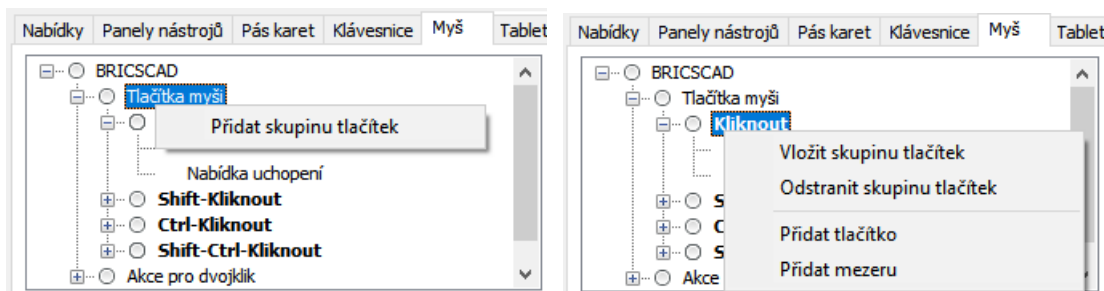 Nabídky Panely nástrojů Pás karet Klávesnice Myš Tablet
BRICSCAD
Tlačítka myši
Přidat skupinu tlačítek
Nabídka uchopení
Shift-Kliknout
Ctrl-Kliknout
Shift-Ctrl-Kliknout
Akce pro dvojklik
Nabídky Panely nástrojů Pás karet Klávesnice Myš Tablet
BRICSCAD
Tlačítka myši
Kliknout
Vložit skupinu tlačítek
Odstranit skupinu tlačítek
S
C
Přidat tlačítko
S
Akce
Přidat mezeru